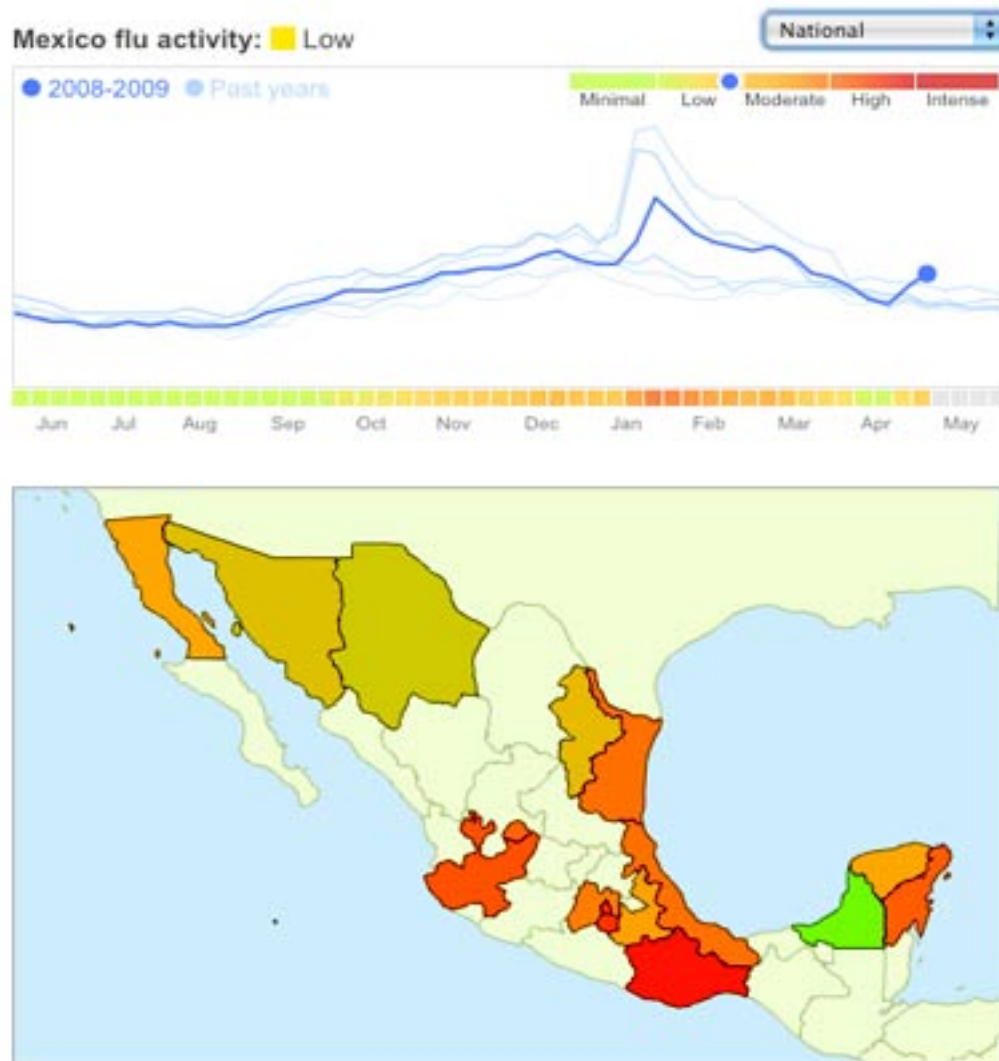 Mexico flu activity: Low
National
2008-2009 Past years
Minimal Low Moderate High Intense
Jun Jul Aug Sep Oct Nov Dec Jan Feb Mar Apr May